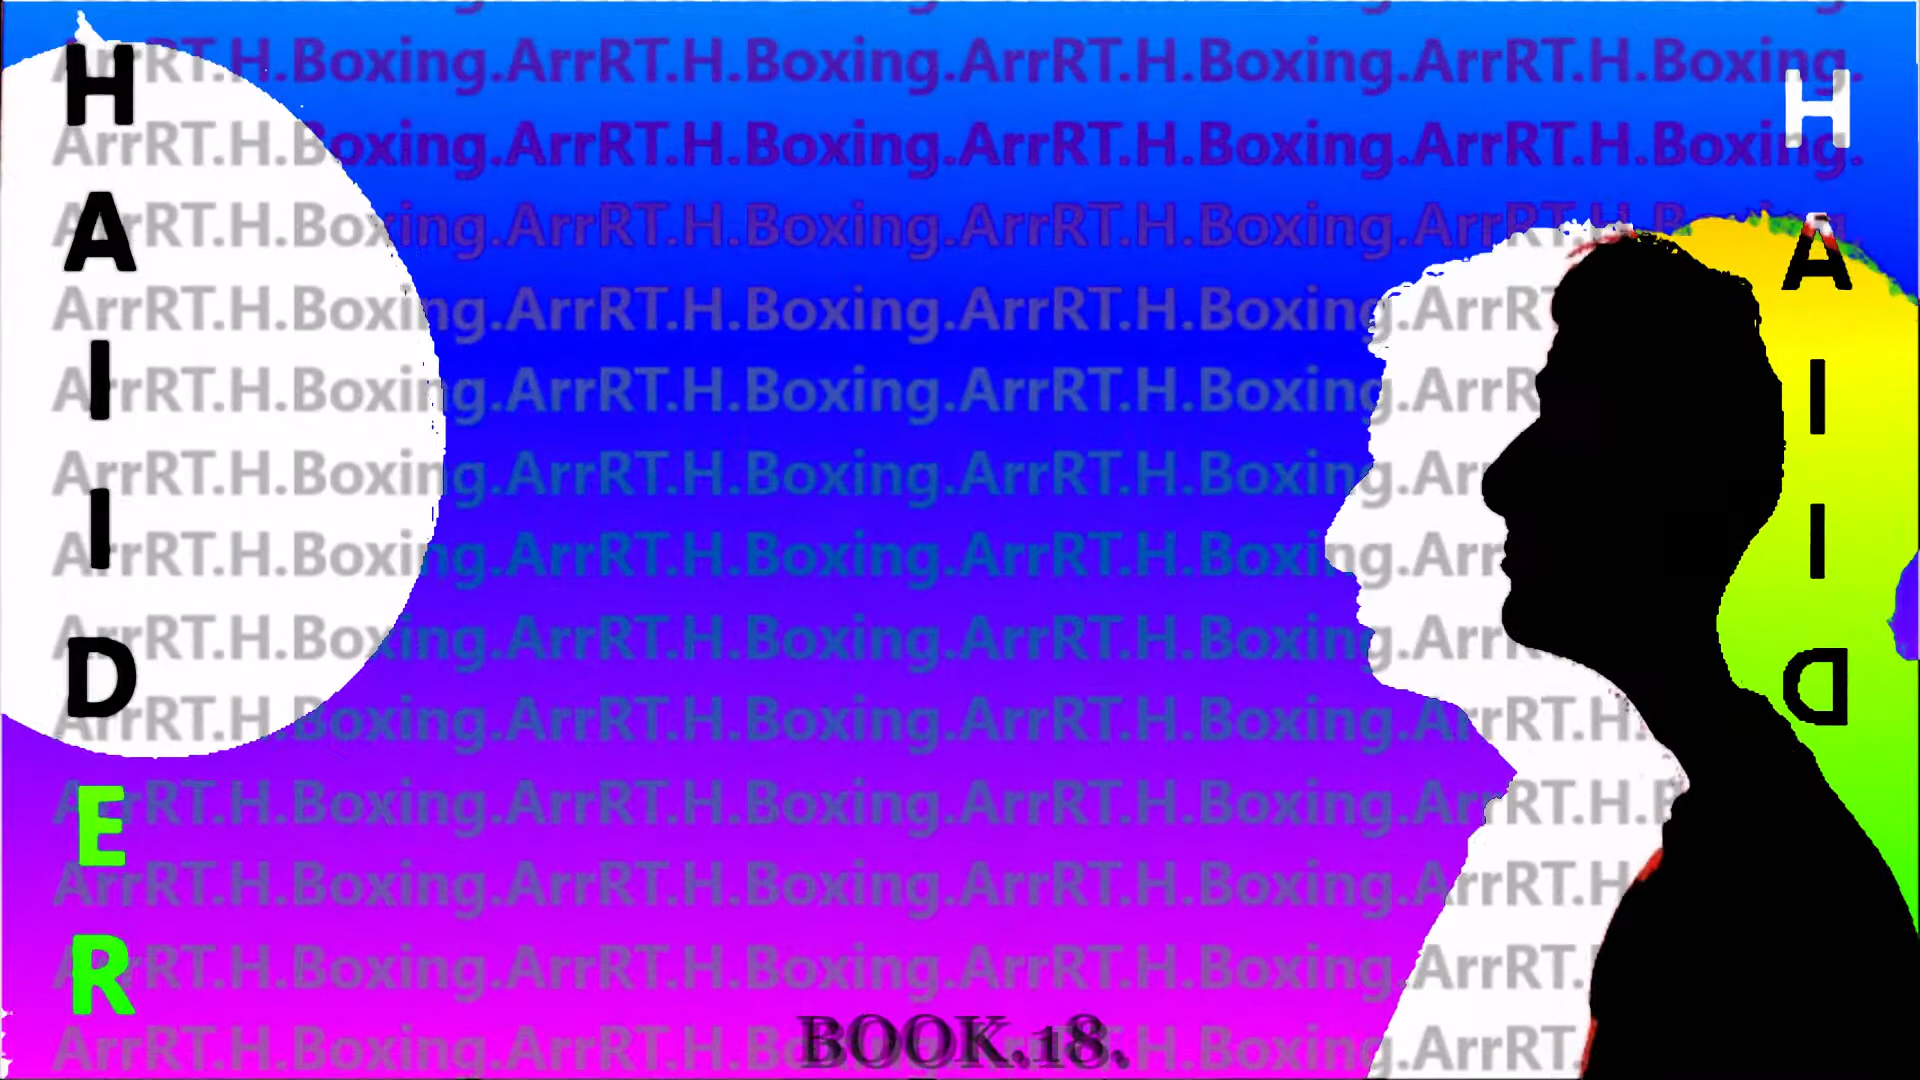 H
A
I
I
D
E
R
ArrRT.H.Boxing.ArrRT.H.Boxing.ArrRT.H.Boxing.ArrRT.H.Boxing.
ArrRT.H.Boxing.ArrRT.H.Boxing.ArrRT.H.Boxing.ArrRT.H.Boxing.
ArrRT.H.Boxing.ArrRT.H.Boxing.ArrRT.H.Boxing.ArrRT.H.B
ArrRT.H.Boxing.ArrRT.H.Boxing.ArrRT.H.Boxing.ArrRT
ArrRT.H.Boxing.ArrRT.H.Boxing.ArrRT.H.Boxing.ArrR
ArrRT.H.Boxing.ArrRT.H.Boxing.ArrRT.H.Boxing.Arr
ArrRT.H.Boxing.ArrRT.H.Boxing.ArrRT.H.Boxing.Arr
ArrRT.H.Boxing.ArrRT.H.Boxing.ArrRT.H.Boxing.Arr
ArrRT.H.Boxing.ArrRT.H.Boxing.ArrRT.H.Boxing.ArrRT.H.
ArrRT.H.Boxing.ArrRT.H.Boxing.ArrRT.H.Boxing.ArrRT.H.B
ArrRT.H.Boxing.ArrRT.H.Boxing.ArrRT.H.Boxing.ArrRT.H
ArrRT.H.Boxing.ArrRT.H.Boxing.ArrRT.H.Boxing.ArrRT.
ArrRT.H.Boxing.ArrRT.H.Boxing.ArrRT.H.Boxing.ArrRT.
H
A
I
I
D
BOOK.18.